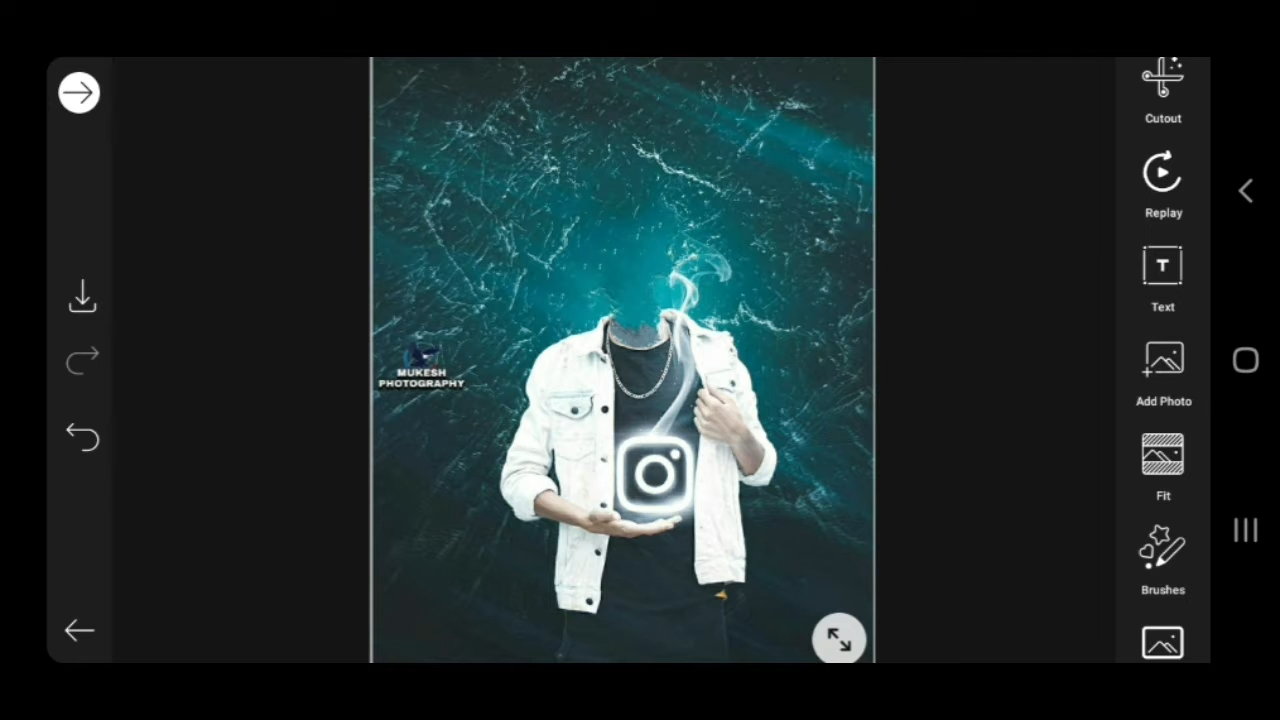 Cutout
Replay
Text
Add Photo
Fit
Brushes
MUKESH
PHOTOGRAPHY